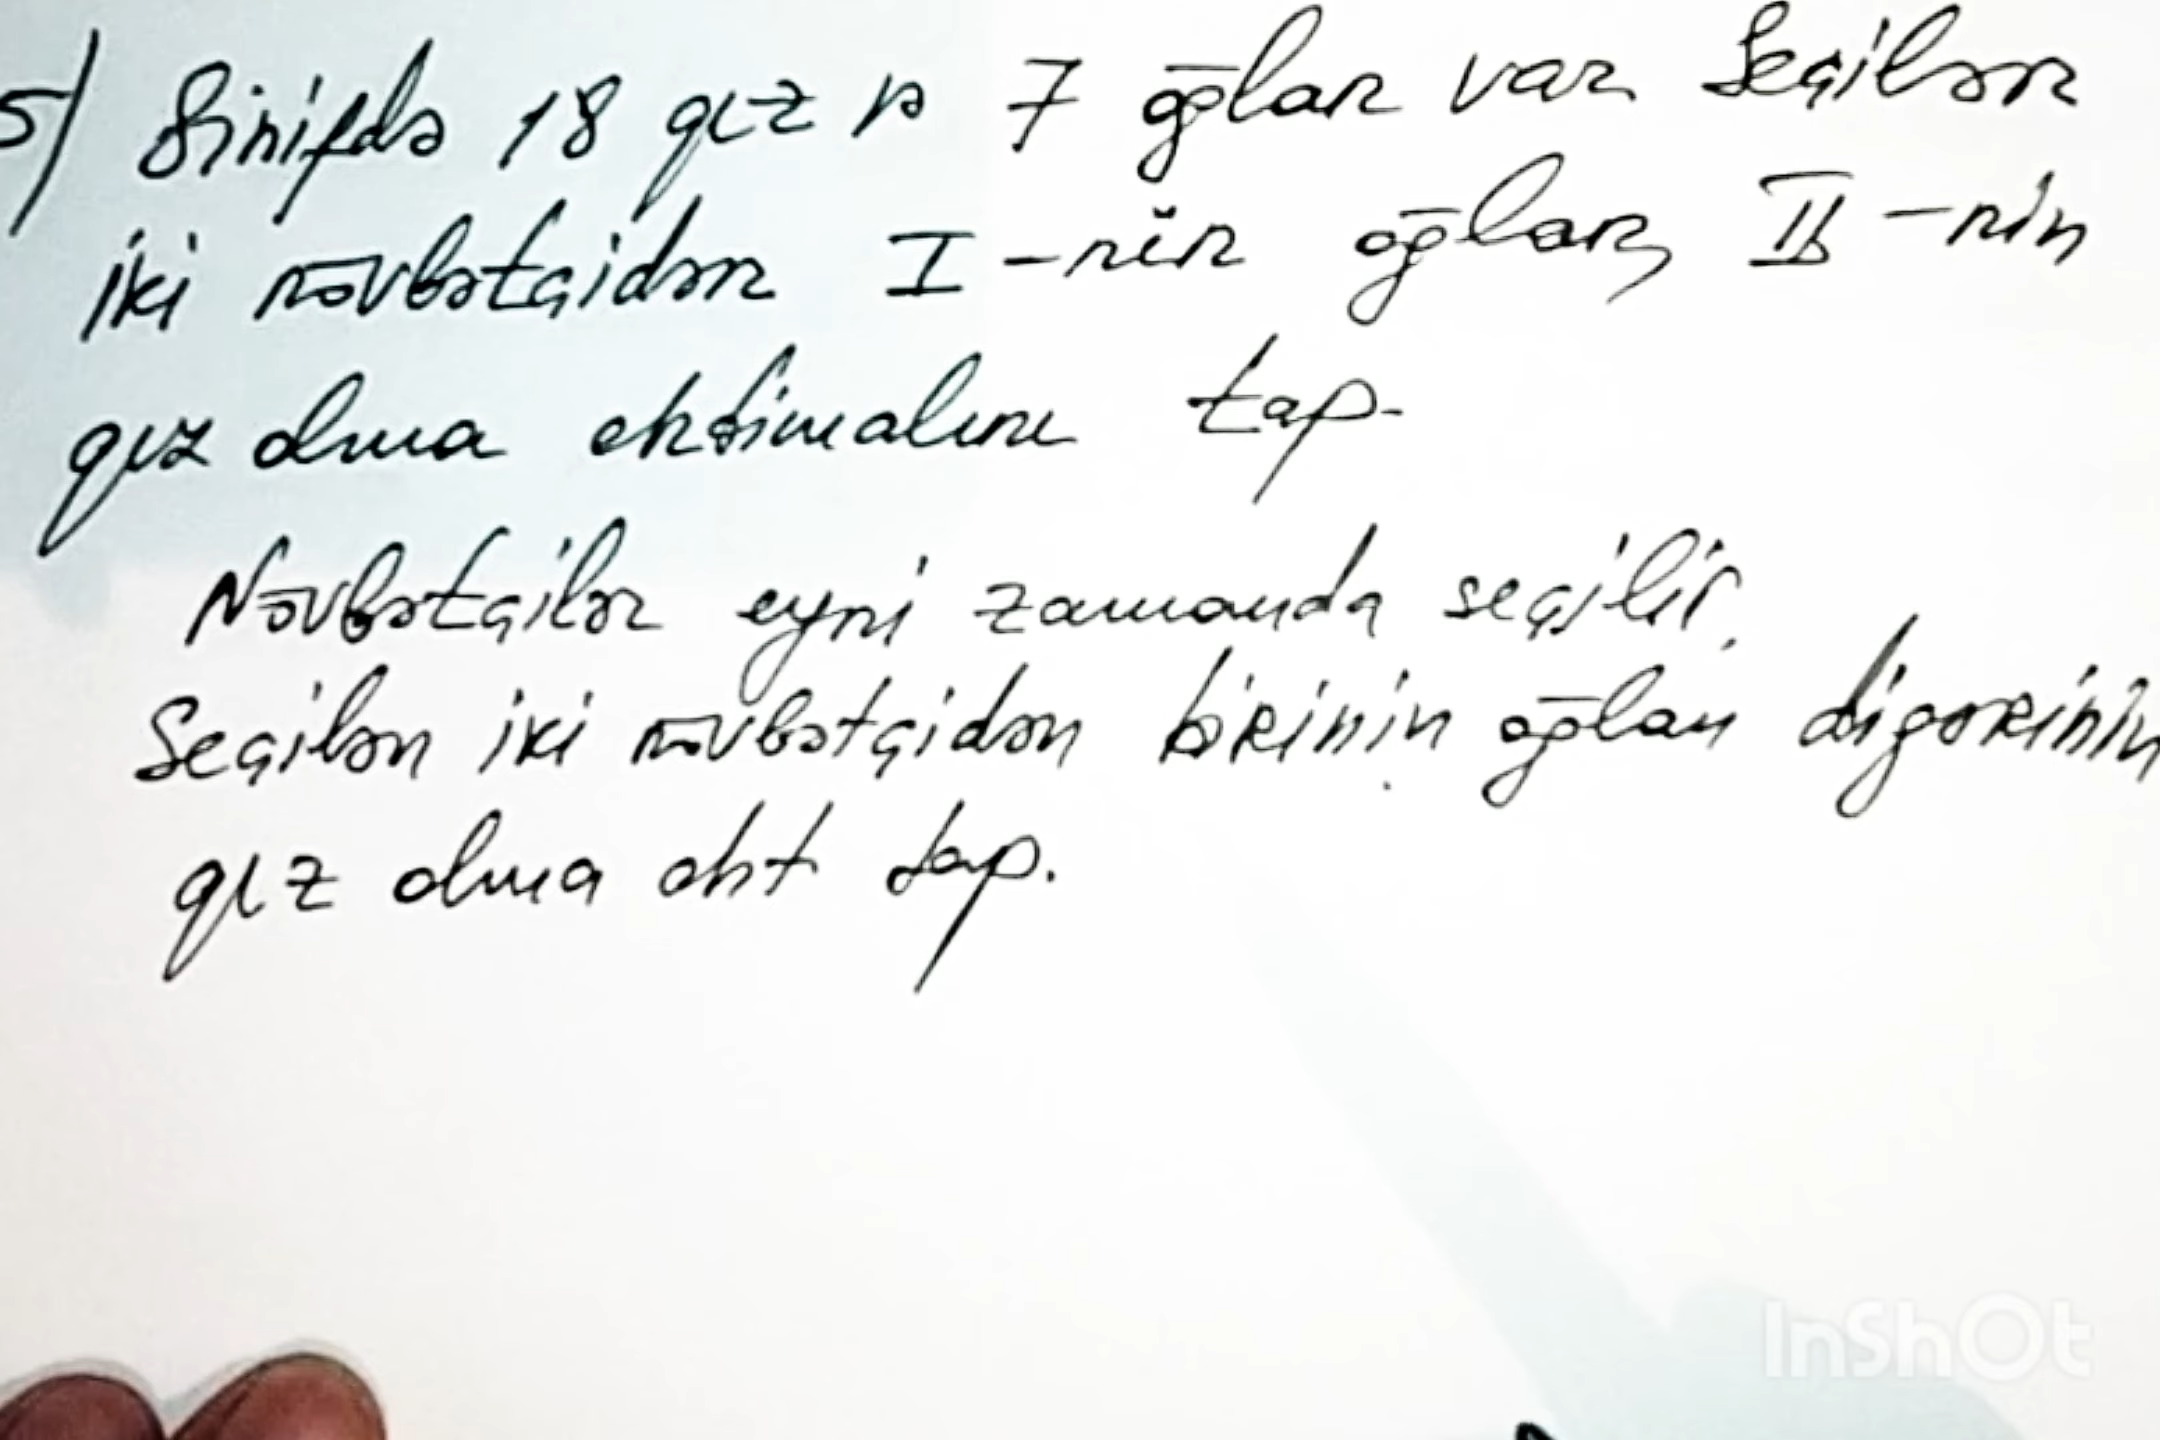 5) Sinifdə 18 qız və 7 oğlan var Seçilən
iki növbətçidən I-nin oğlan, II-nin
qız olma ehtimalını tap.
Növbətçilər eyni zamanda seçilir.
Seçilən iki növbətçidən birinin oğlan digərinin
qız olma eht tap.
InShOt